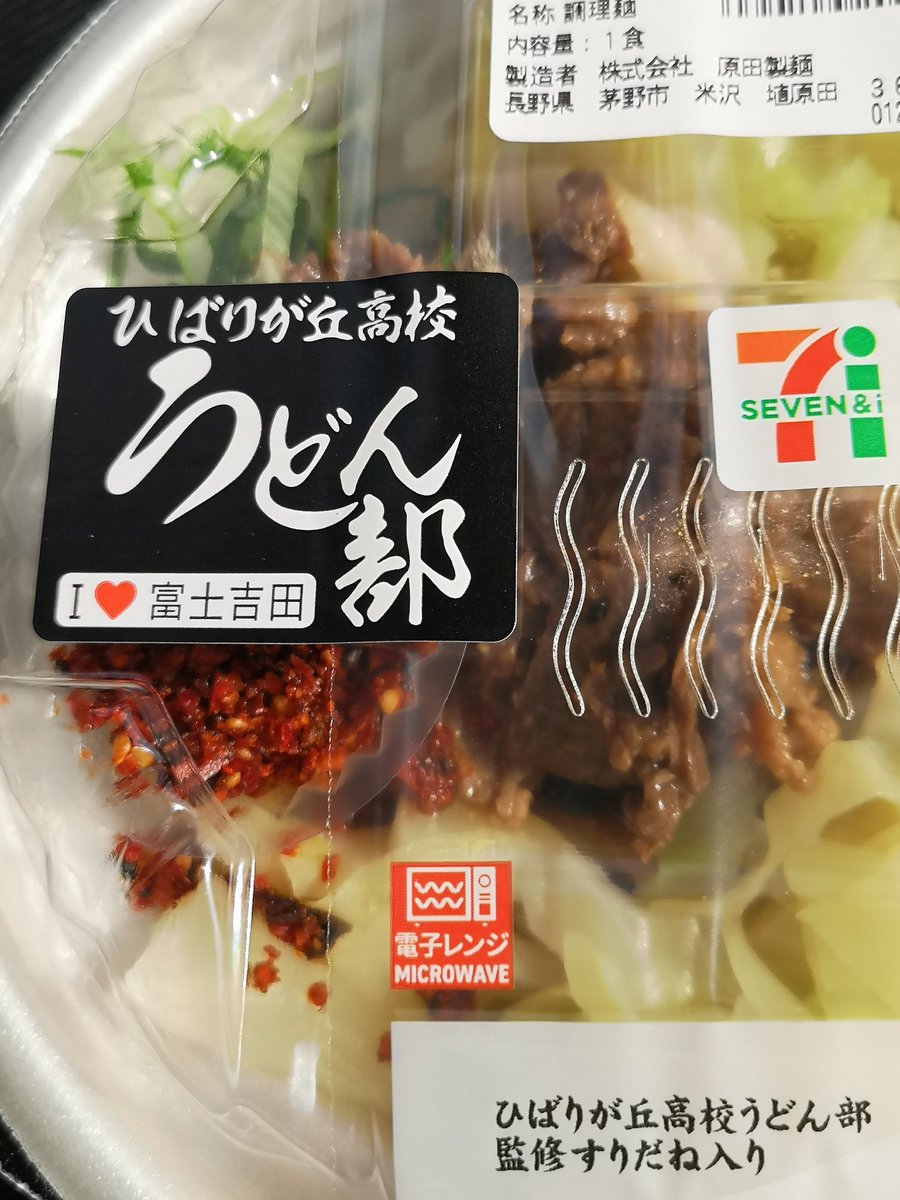 名称 調理麺
内容量：1食
製造者 株式会社 原田製麺
長野県 茅野市 米沢 埴原田 36
012
ひばりが丘高校
うどん
部
I ❤ 富士吉田
7i
SEVEN&i
電子レンジ
MICROWAVE
ひばりが丘高校うどん部
監修すりだね入り